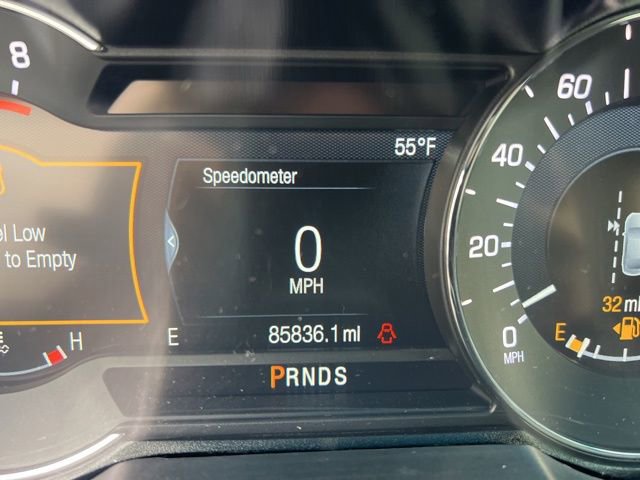 8
60
55°F
Speedometer
40
el Low
to Empty
0
20
MPH
32 mi
H
E
85836.1 mi
E
0
MPH
PRNDS